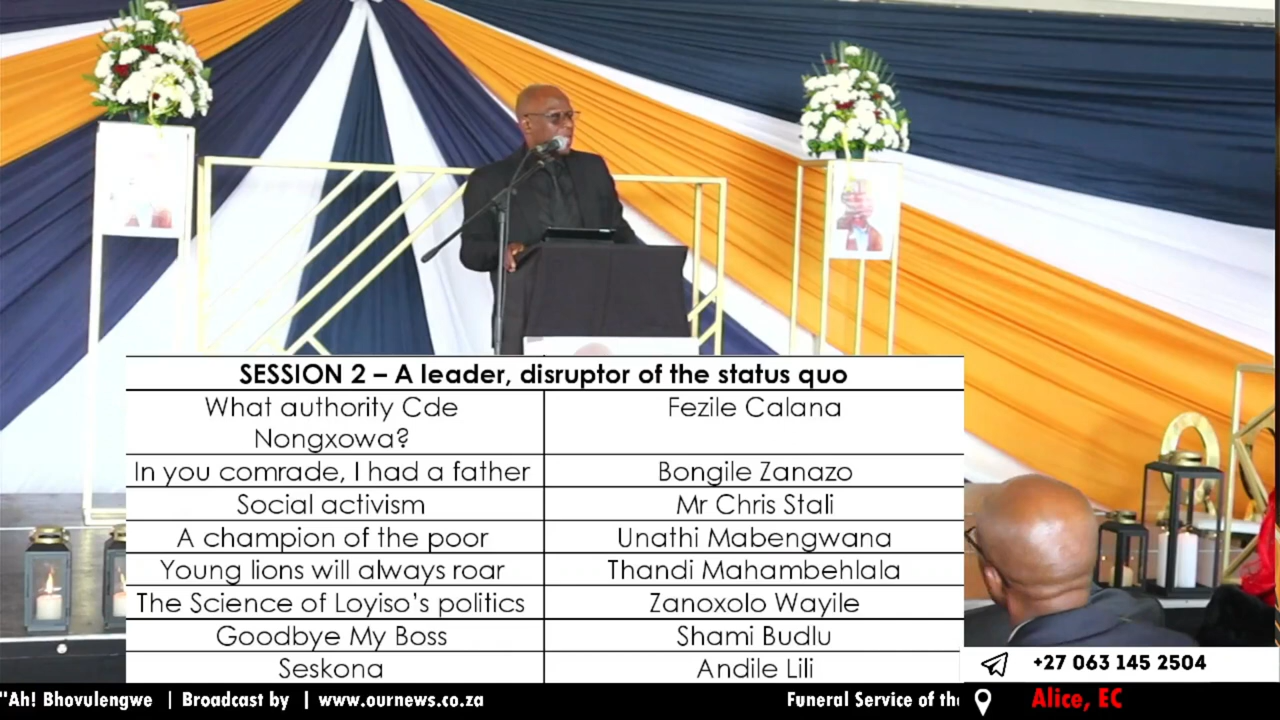 SESSION 2 – A leader, disruptor of the status quo
What authority Cde
Nongxowa?
Fezile Calana
In you comrade, I had a father
Bongile Zanazo
Social activism
Mr Chris Stali
A champion of the poor
Unathi Mabengwana
Young lions will always roar
Thandi Mahambehlala
The Science of Loyiso's politics
Zanoxolo Wayile
Goodbye My Boss
Shami Budlu
Seskona
Andile Lili
+27 063 145 2504
"Ah! Bhovulengwe | Broadcast by | www.ournews.co.za
Funeral Service of the
Alice, EC